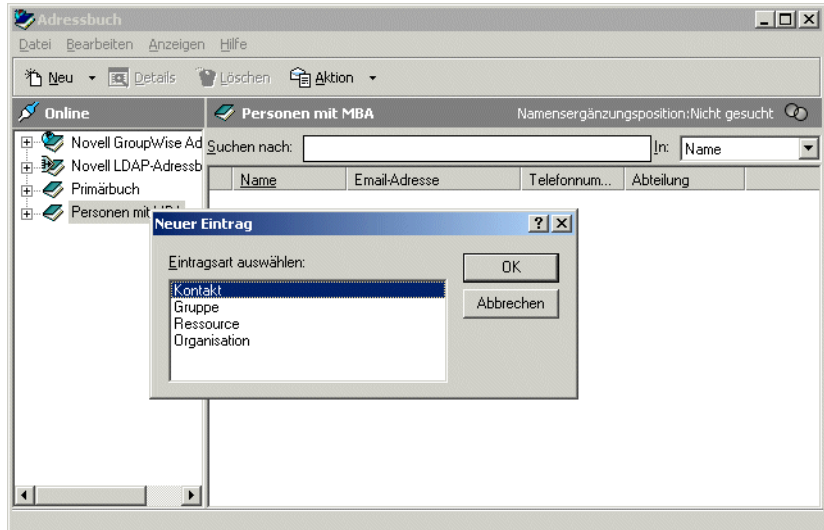 Adressbuch
Datei Bearbeiten Anzeigen Hilfe
Neu Details Löschen Aktion
Online
Personen mit MBA Namensergänzungsposition:Nicht gesucht
Novell GroupWise Ad
Novell LDAP-Adressb
Primärbuch
Personen mit
Suchen nach: In: Name
Name Email-Adresse Telefonnum... Abteilung
Neuer Eintrag
Eintragsart auswählen:
Kontakt
Gruppe
Ressource
Organisation
OK
Abbrechen